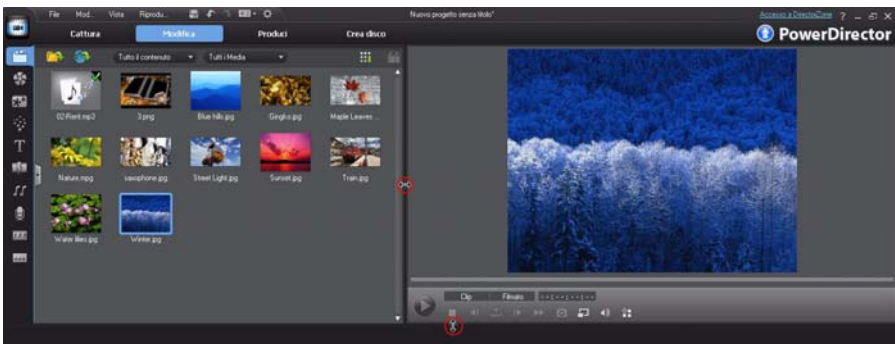 File Mod... Vista Riprodu... Nuovo progetto senza titolo* Accesso a DirectorZone ?
Cattura Modifica Produci Crea disco PowerDirector
Tutto il contenuto Tutti i Media
02-Rient.mp3 3.png Blue hills.jpg Gingko.jpg Maple Leaves ...
Nature.mpg saxophone.jpg Street Light.jpg Sunset.jpg Train.jpg
Water lilies.jpg Winter.jpg
Clip Filmato --:--:--:--